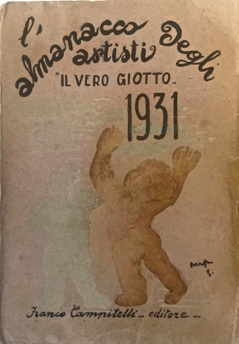 l'almanacco degli
artisti
"IL VERO GIOTTO
1931
Franco Campitelli - editore -